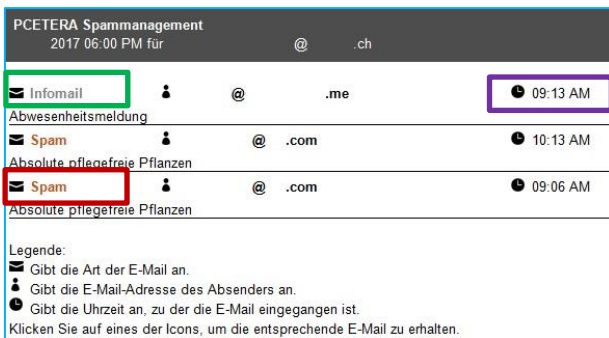 PCETERA Spammanagement
2017 06:00 PM für @ .ch
Infomail @ .me 09:13 AM
Abwesenheitsmeldung
Spam @ .com 10:13 AM
Absolute pflegefreie Pflanzen
Spam @ .com 09:06 AM
Absolute pflegefreie Pflanzen
Legende:
Gibt die Art der E-Mail an.
Gibt die E-Mail-Adresse des Absenders an.
Gibt die Uhrzeit an, zu der die E-Mail eingegangen ist.
Klicken Sie auf eines der Icons, um die entsprechende E-Mail zu erhalten.